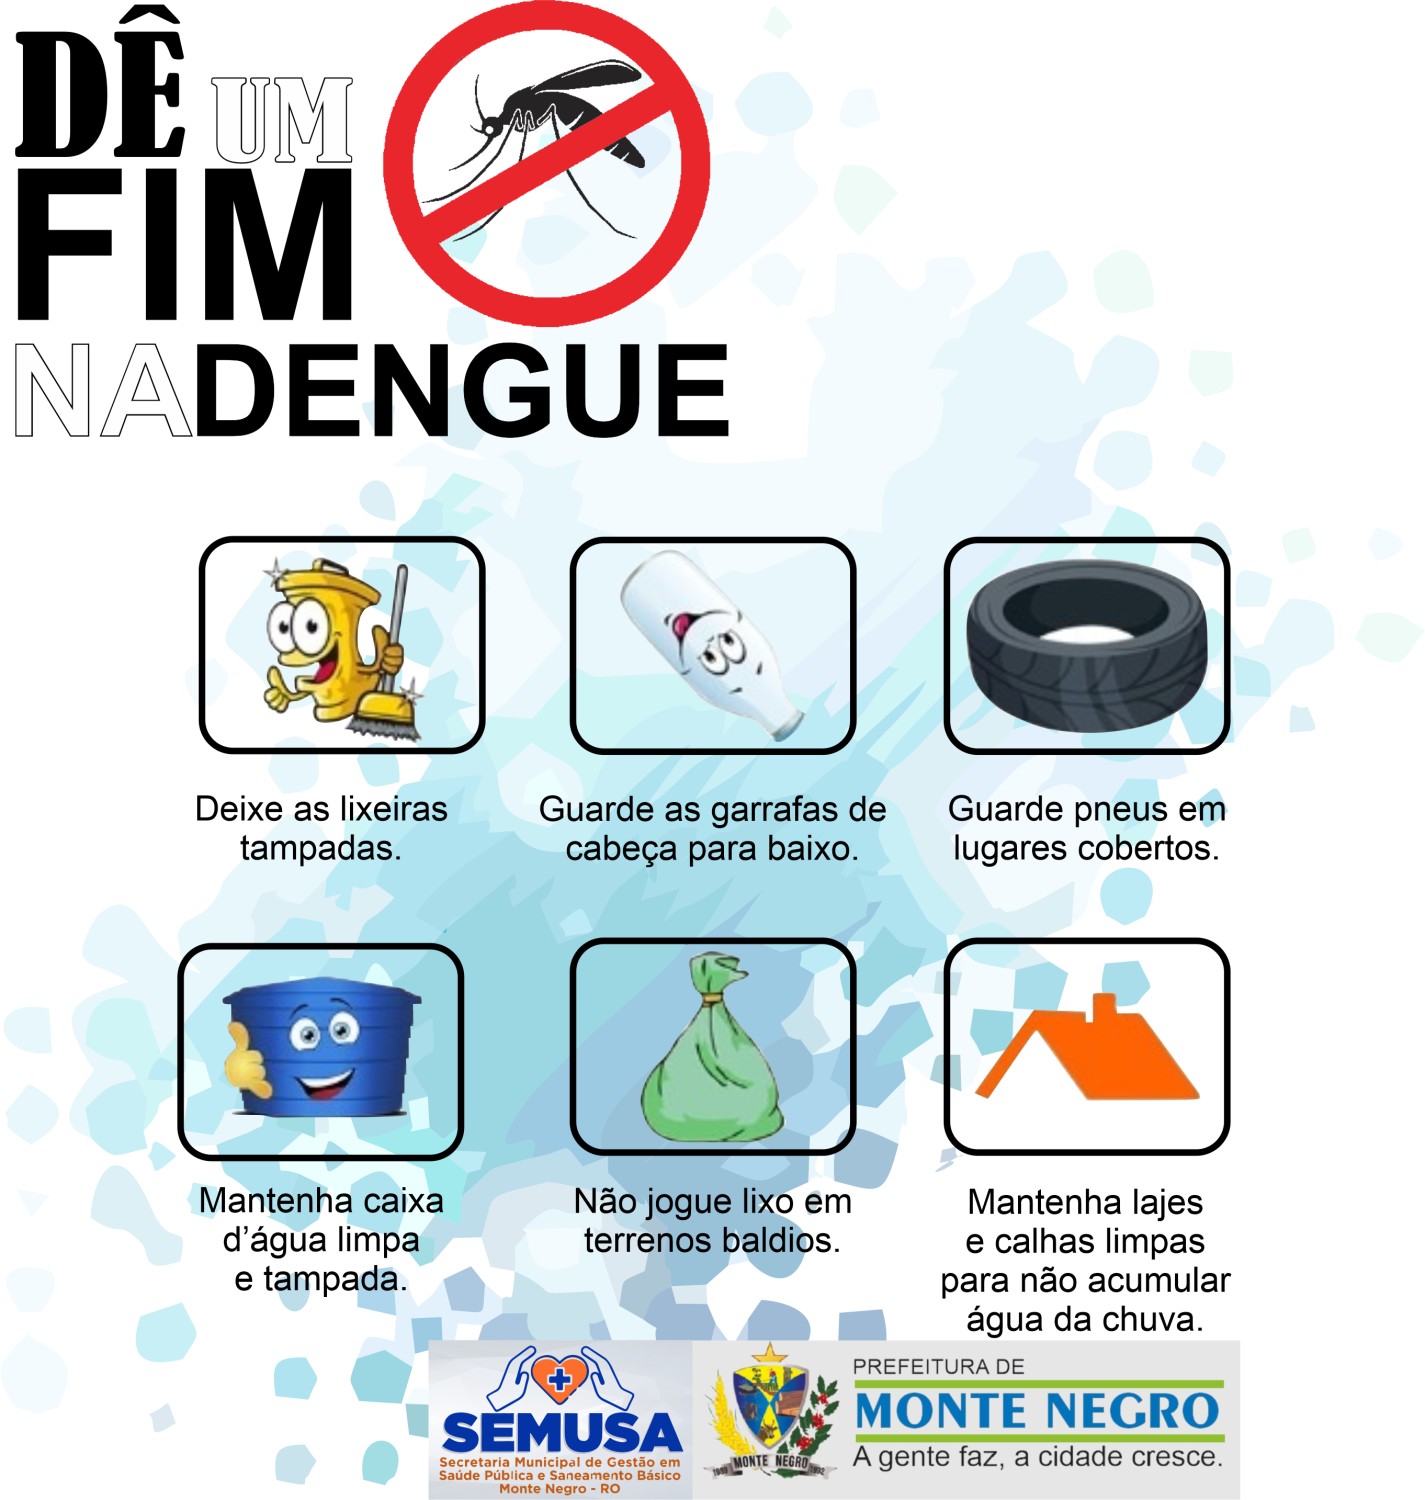 DÊ UM
FIM
NA DENGUE
Deixe as lixeiras
tampadas.
Guarde as garrafas de
cabeça para baixo.
Guarde pneus em
lugares cobertos.
Mantenha caixa
d’água limpa
e tampada.
Não jogue lixo em
terrenos baldios.
Mantenha lajes
e calhas limpas
para não acumular
água da chuva.
SEMUSA
Secretaria Municipal de Gestão em
Saúde Pública e Saneamento Básico
Monte Negro - RO
MONTE NEGRO
1992
PREFEITURA DE
MONTE NEGRO
A gente faz, a cidade cresce.